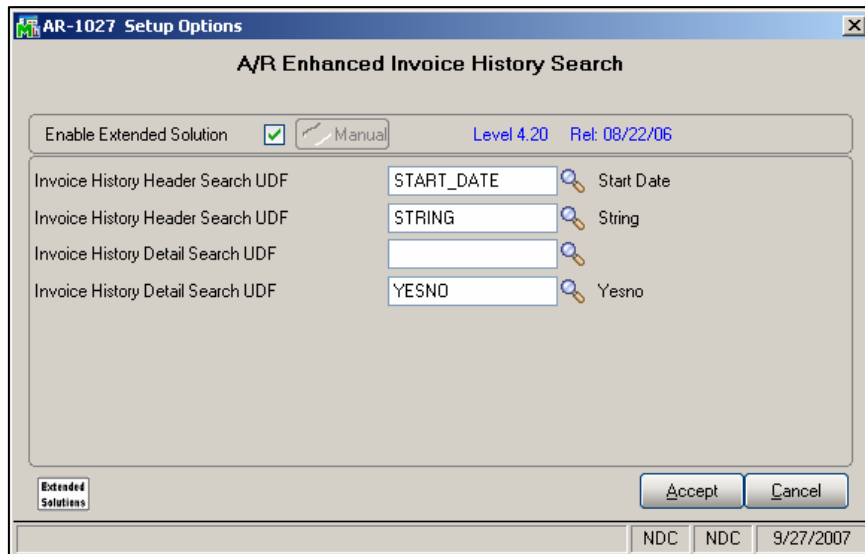 AR-1027 Setup Options
A/R Enhanced Invoice History Search
Enable Extended Solution Manual Level 4.20 Rel: 08/22/06
Invoice History Header Search UDF START_DATE Start Date
Invoice History Header Search UDF STRING String
Invoice History Detail Search UDF
Invoice History Detail Search UDF YESNO Yesno
Extended
Solutions
Accept Cancel
NDC NDC 9/27/2007